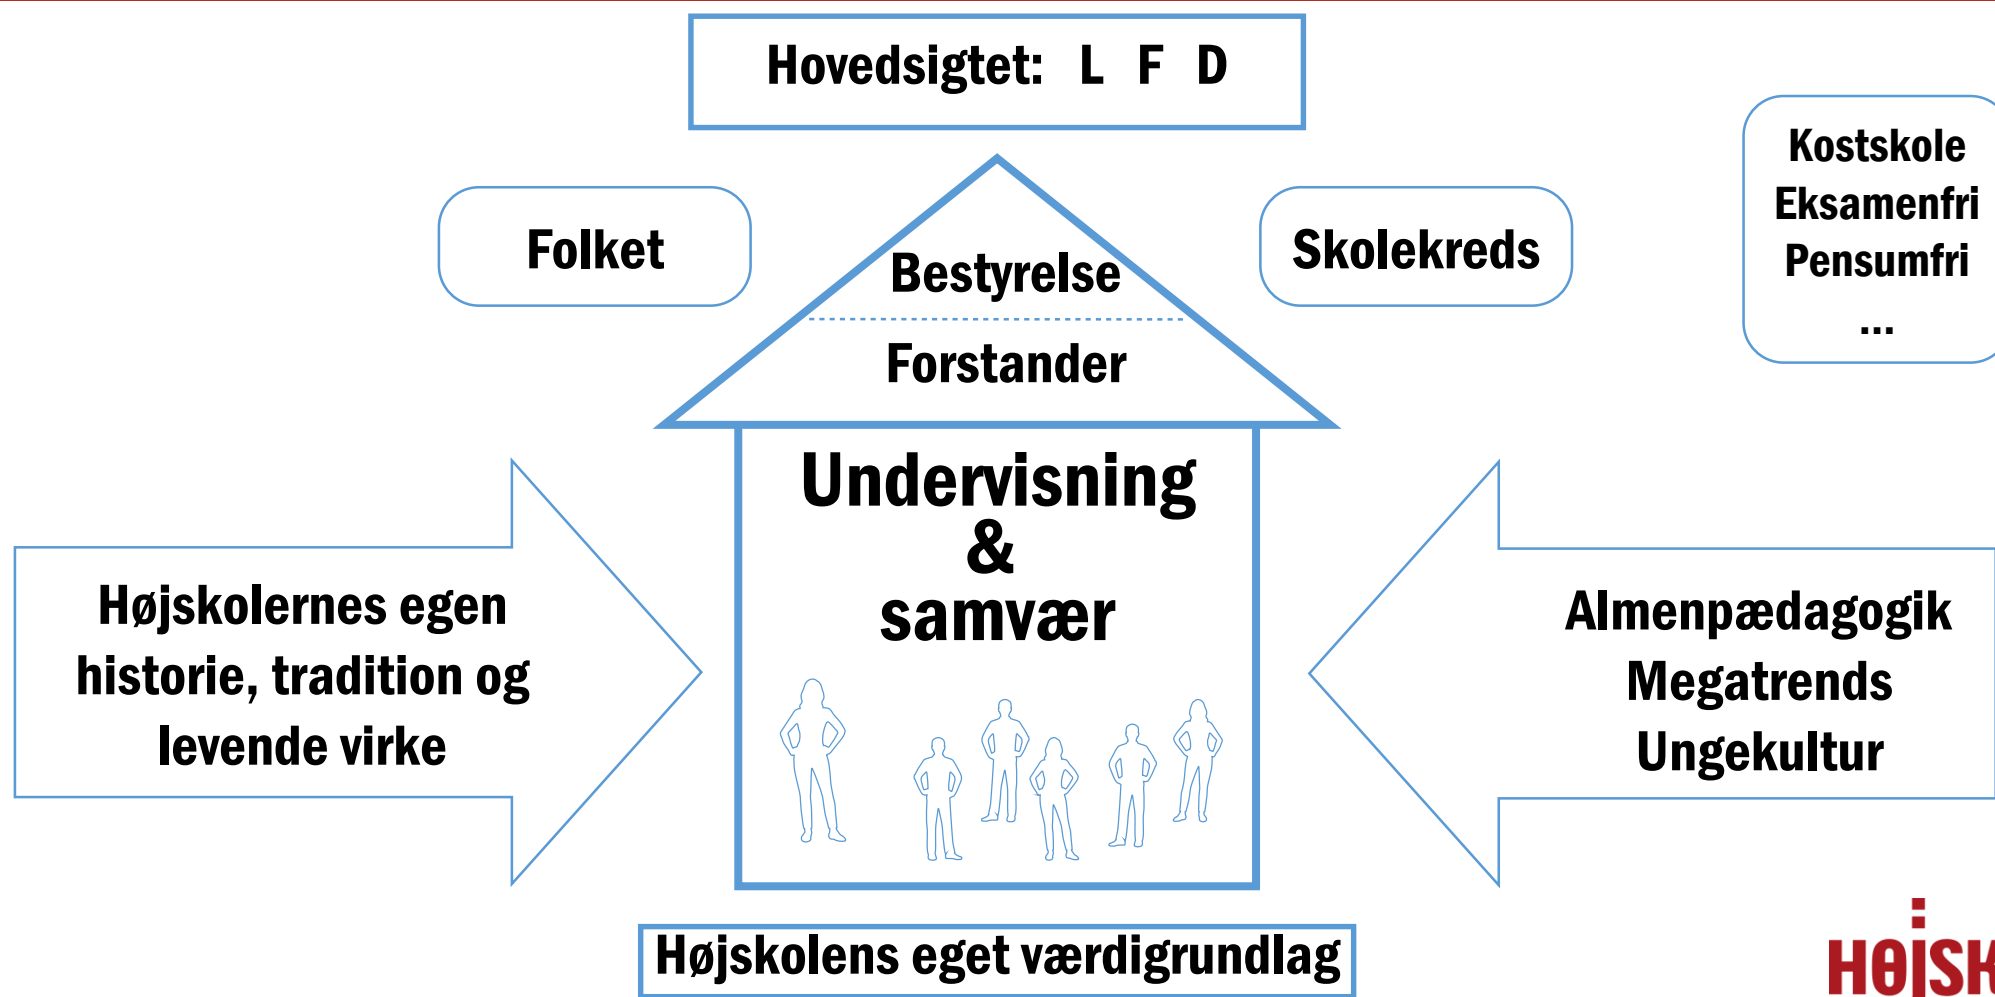 Hovedsigtet: L F D
Kostskole
Eksamenfri
Pensumfri
...
Folket
Skolekreds
Bestyrelse
Forstander
Undervisning
&
samvær
Højskolernes egen
historie, tradition og
levende virke
Almenpædagogik
Megatrends
Ungekultur
Højskolens eget værdigrundlag
HØJSK